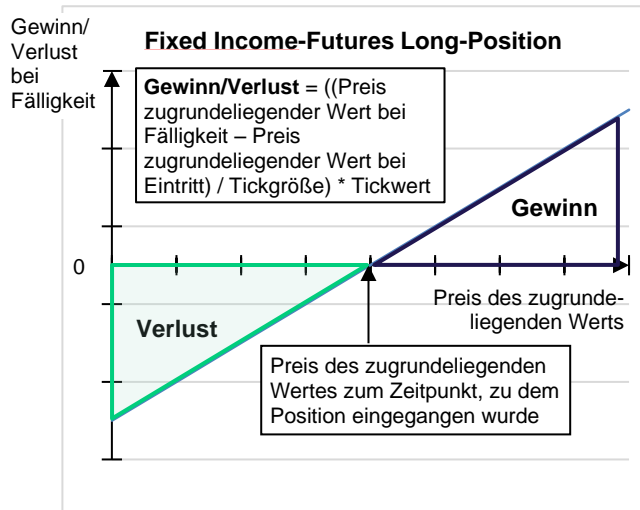 Gewinn/
Verlust
bei
Fälligkeit
Fixed Income-Futures Long-Position
Gewinn/Verlust = ((Preis
zugrundeliegender Wert bei
Fälligkeit – Preis
zugrundeliegender Wert bei
Eintritt) / Tickgröße) * Tickwert
Gewinn
0
Preis des zugrunde-
liegenden Werts
Verlust
Preis des zugrundeliegenden
Wertes zum Zeitpunkt, zu dem
Position eingegangen wurde